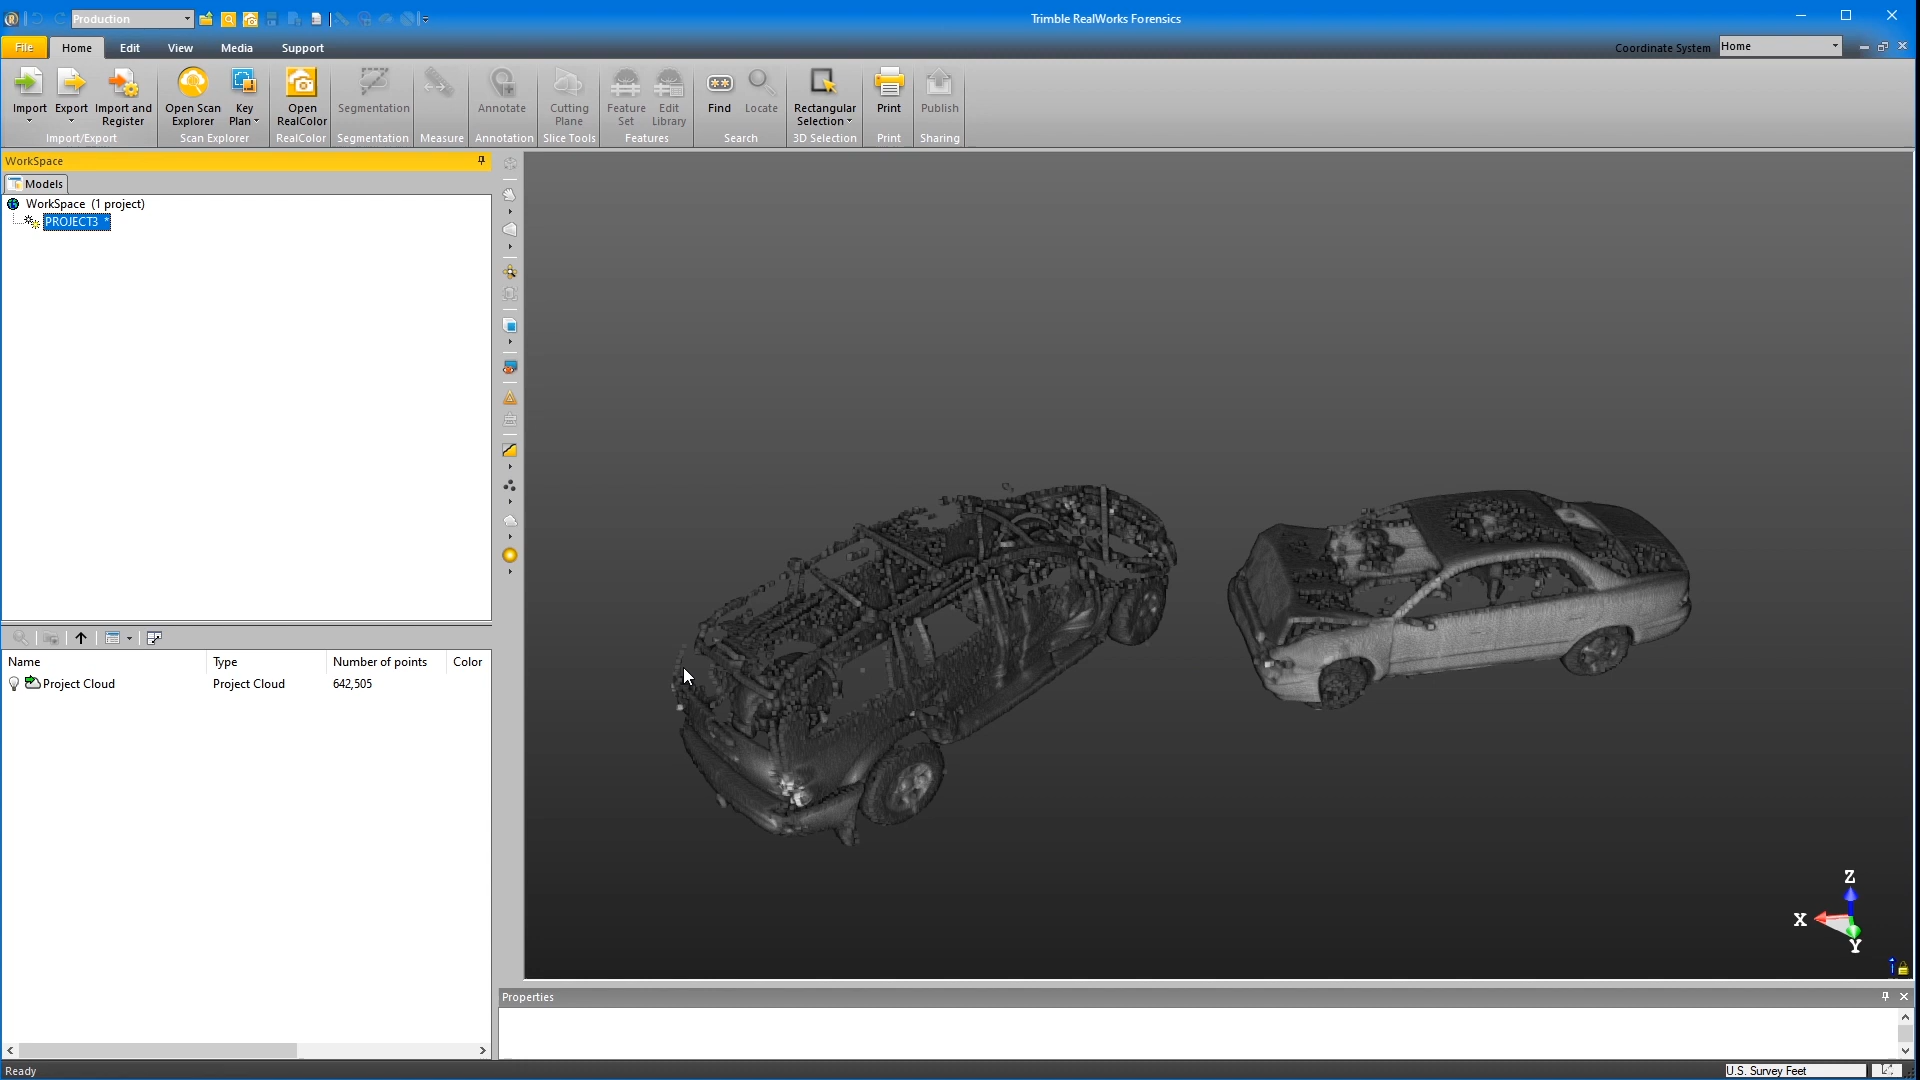 Production
Trimble RealWorks Forensics
File Home Edit View Media Support
Coordinate System Home
Import Export Import and Register
Import/Export
Open Scan Explorer Key Plan
Scan Explorer
Open RealColor
RealColor
Segmentation
Segmentation
Measure
Annotate
Annotation
Cutting Plane
Slice Tools
Feature Set Edit Library
Features
Find Locate
Search
Rectangular Selection
3D Selection
Print
Print
Publish
Sharing
WorkSpace
Models
WorkSpace (1 project)
PROJECT3 *
Name Type Number of points Color
Project Cloud Project Cloud 642,505
Z
X
Y
Properties
Ready
U.S. Survey Feet